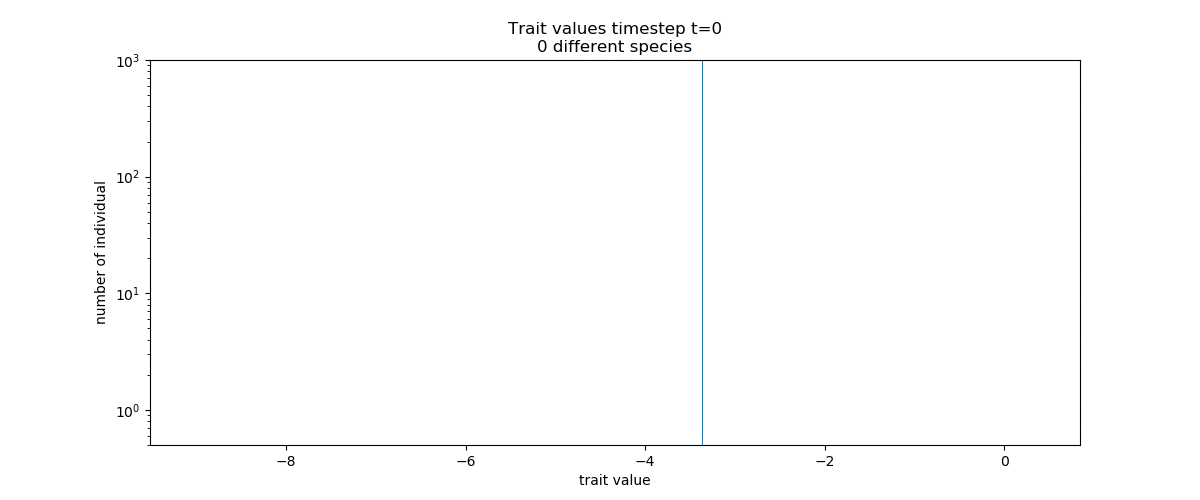 Trait values timestep t=0
0 different species
number of individual
10³
10²
10¹
10⁰
−8 −6 −4 −2 0
trait value